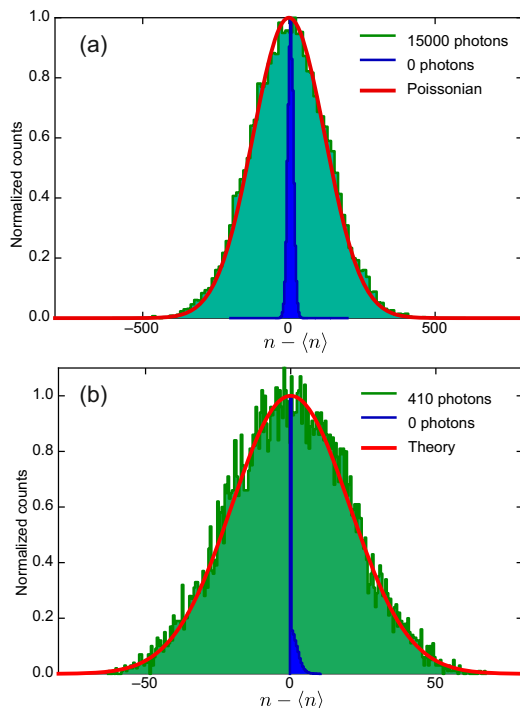 (a)
15000 photons
0 photons
Poissonian
Normalized counts
1.0
0.8
0.6
0.4
0.2
0.0
−500
0
500
n − ⟨n⟩
(b)
410 photons
0 photons
Theory
Normalized counts
1.0
0.8
0.6
0.4
0.2
0.0
−50
0
50
n − ⟨n⟩